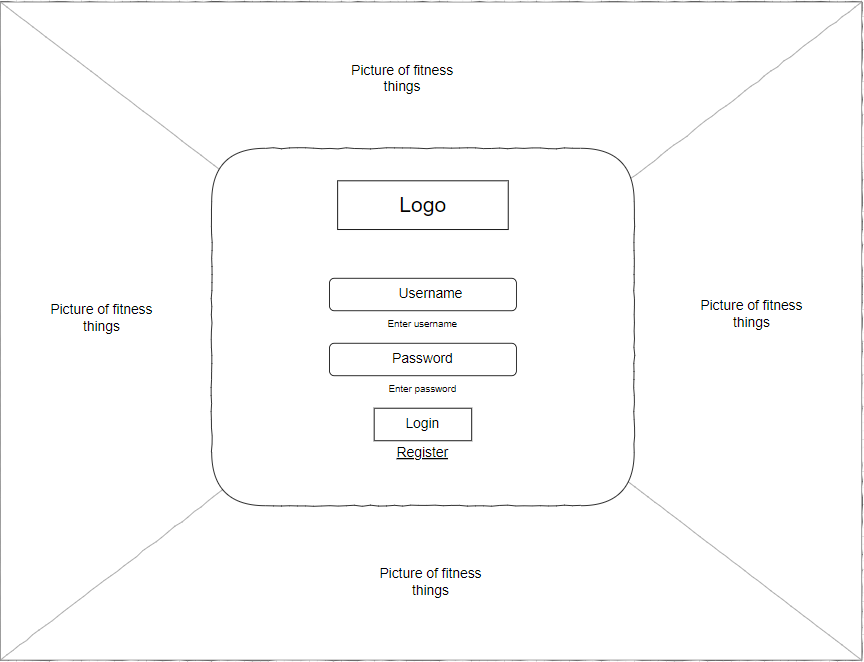 Picture of fitness
things
Logo
Username
Enter username
Picture of fitness
things
Picture of fitness
things
Password
Enter password
Login
Register
Picture of fitness
things